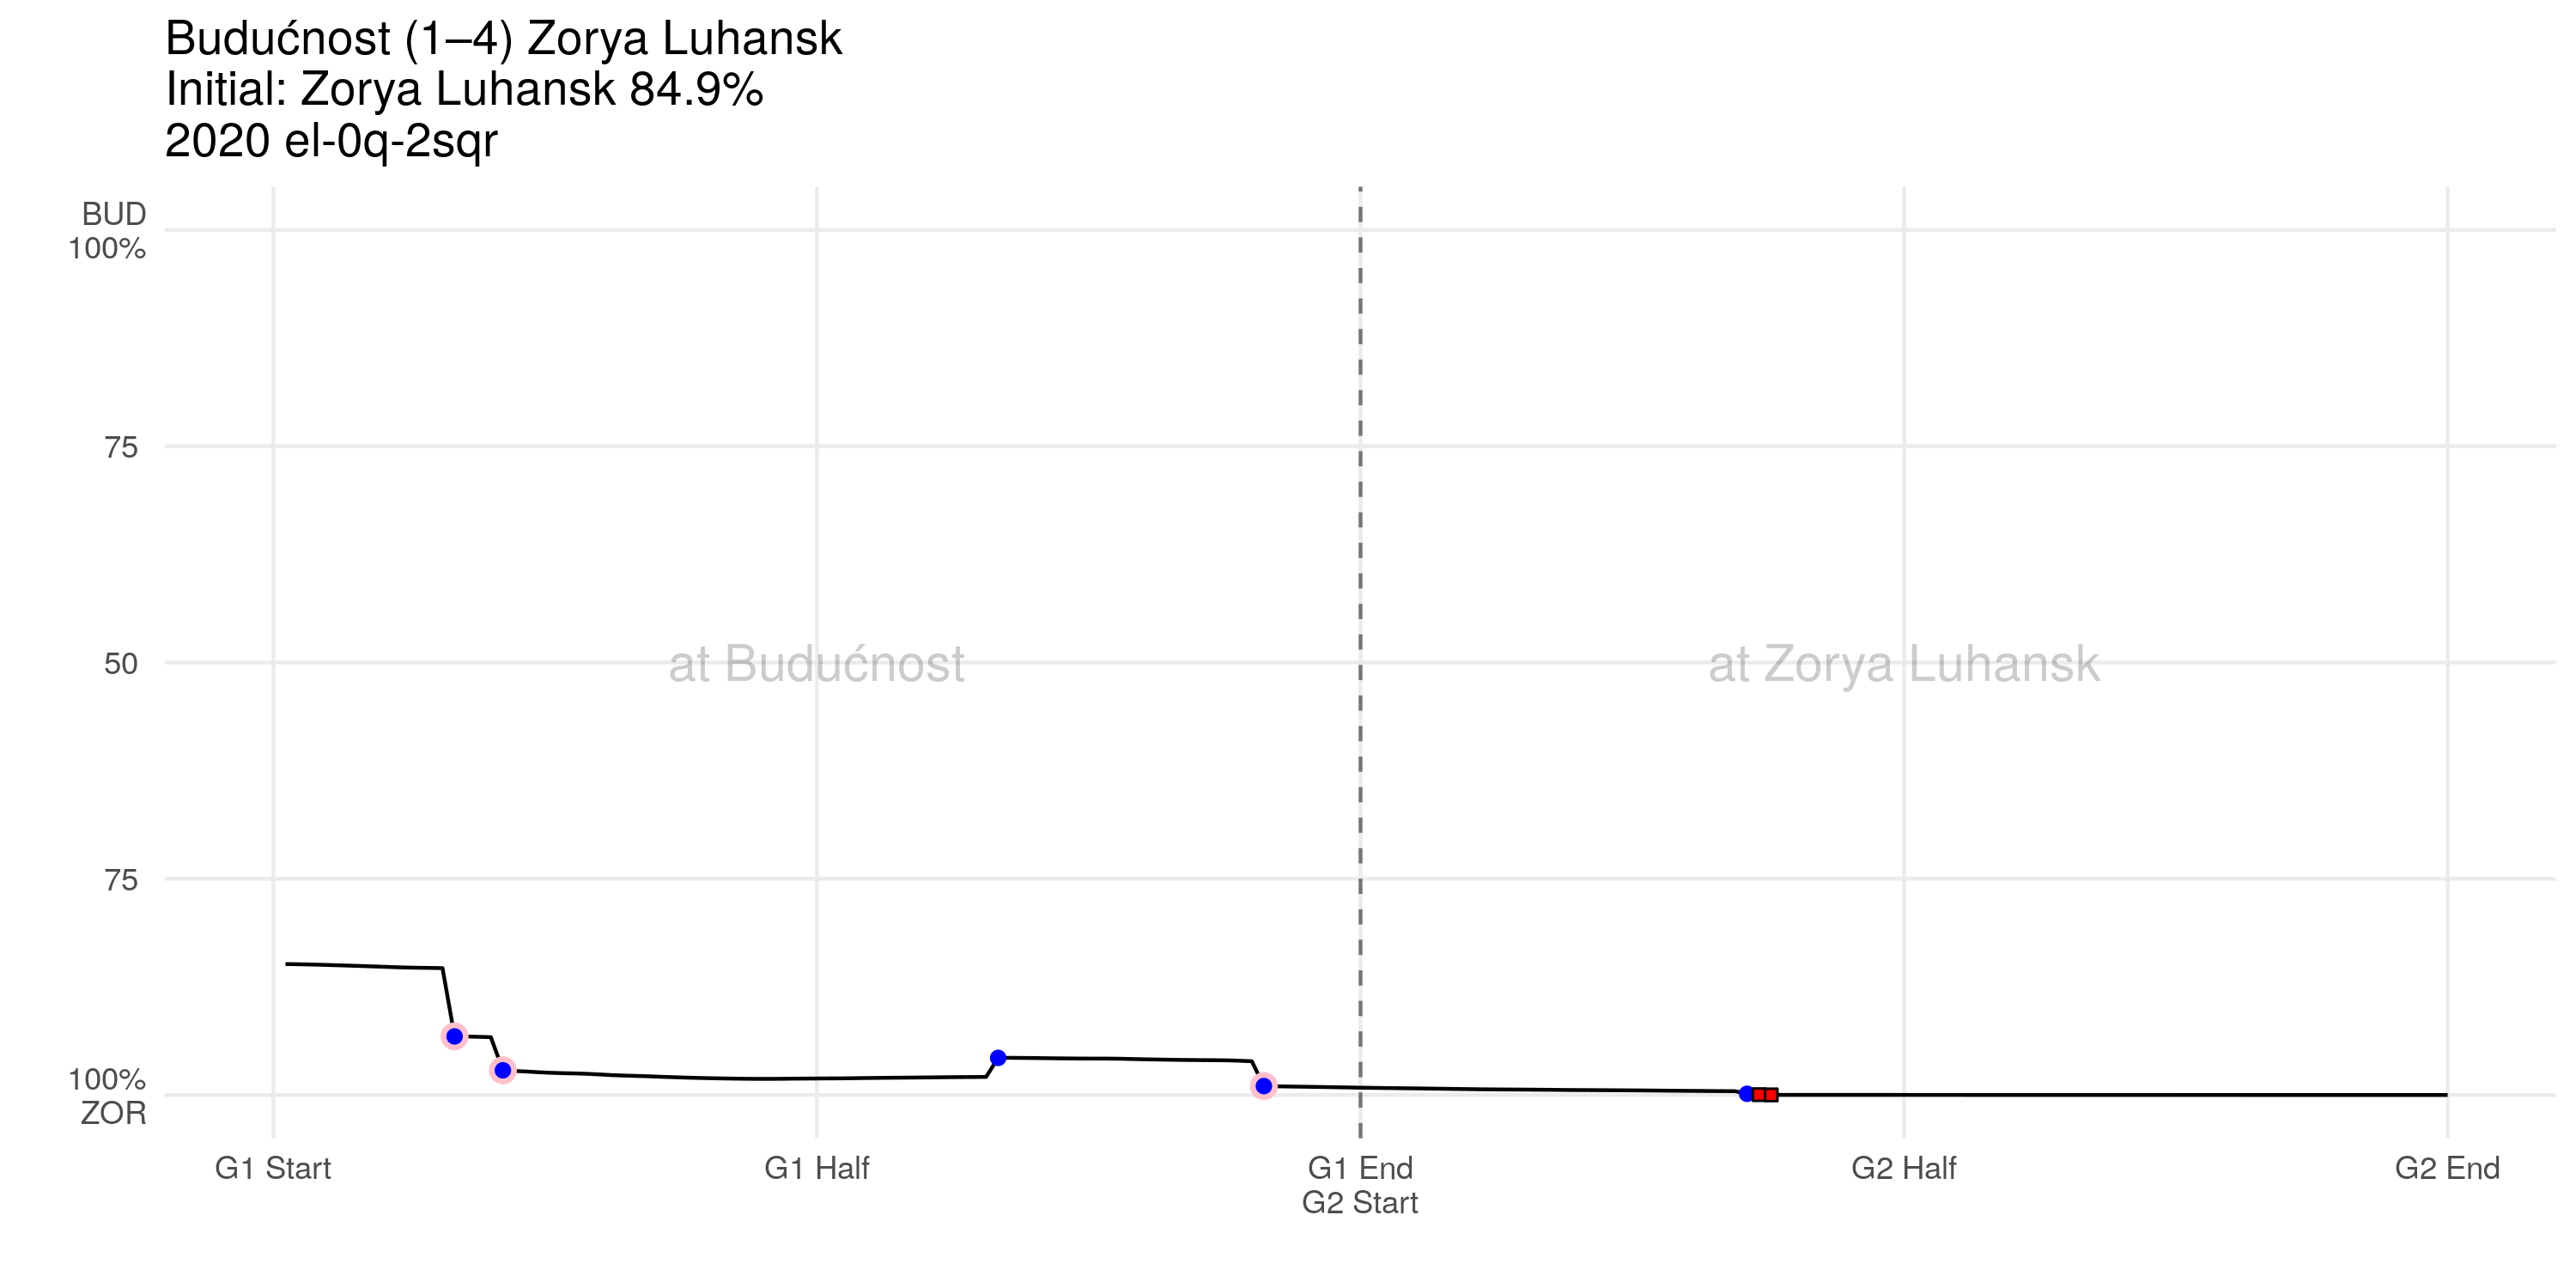 Budućnost (1–4) Zorya Luhansk
Initial: Zorya Luhansk 84.9%
2020 el-0q-2sqr
BUD
100%
75
50
75
100%
ZOR
at Budućnost
at Zorya Luhansk
G1 Start
G1 Half
G1 End
G2 Start
G2 Half
G2 End